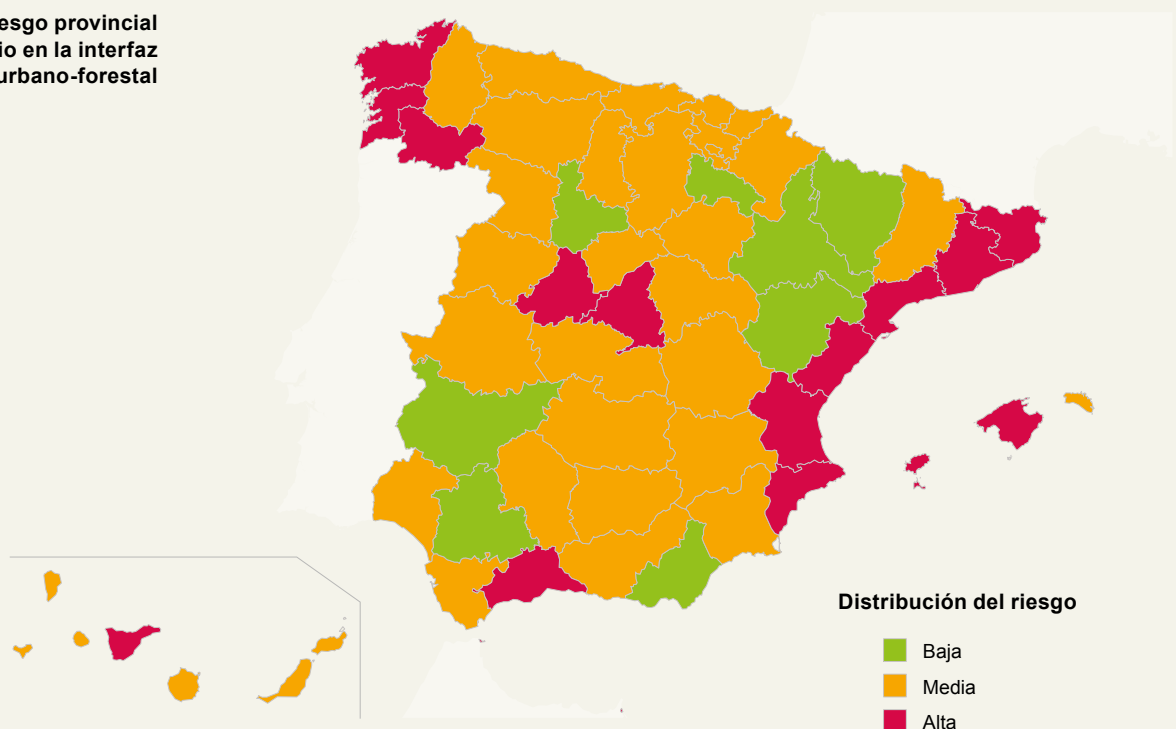 esgo provincial
io en la interfaz
urbano-forestal
Distribución del riesgo
Baja
Media
Alta